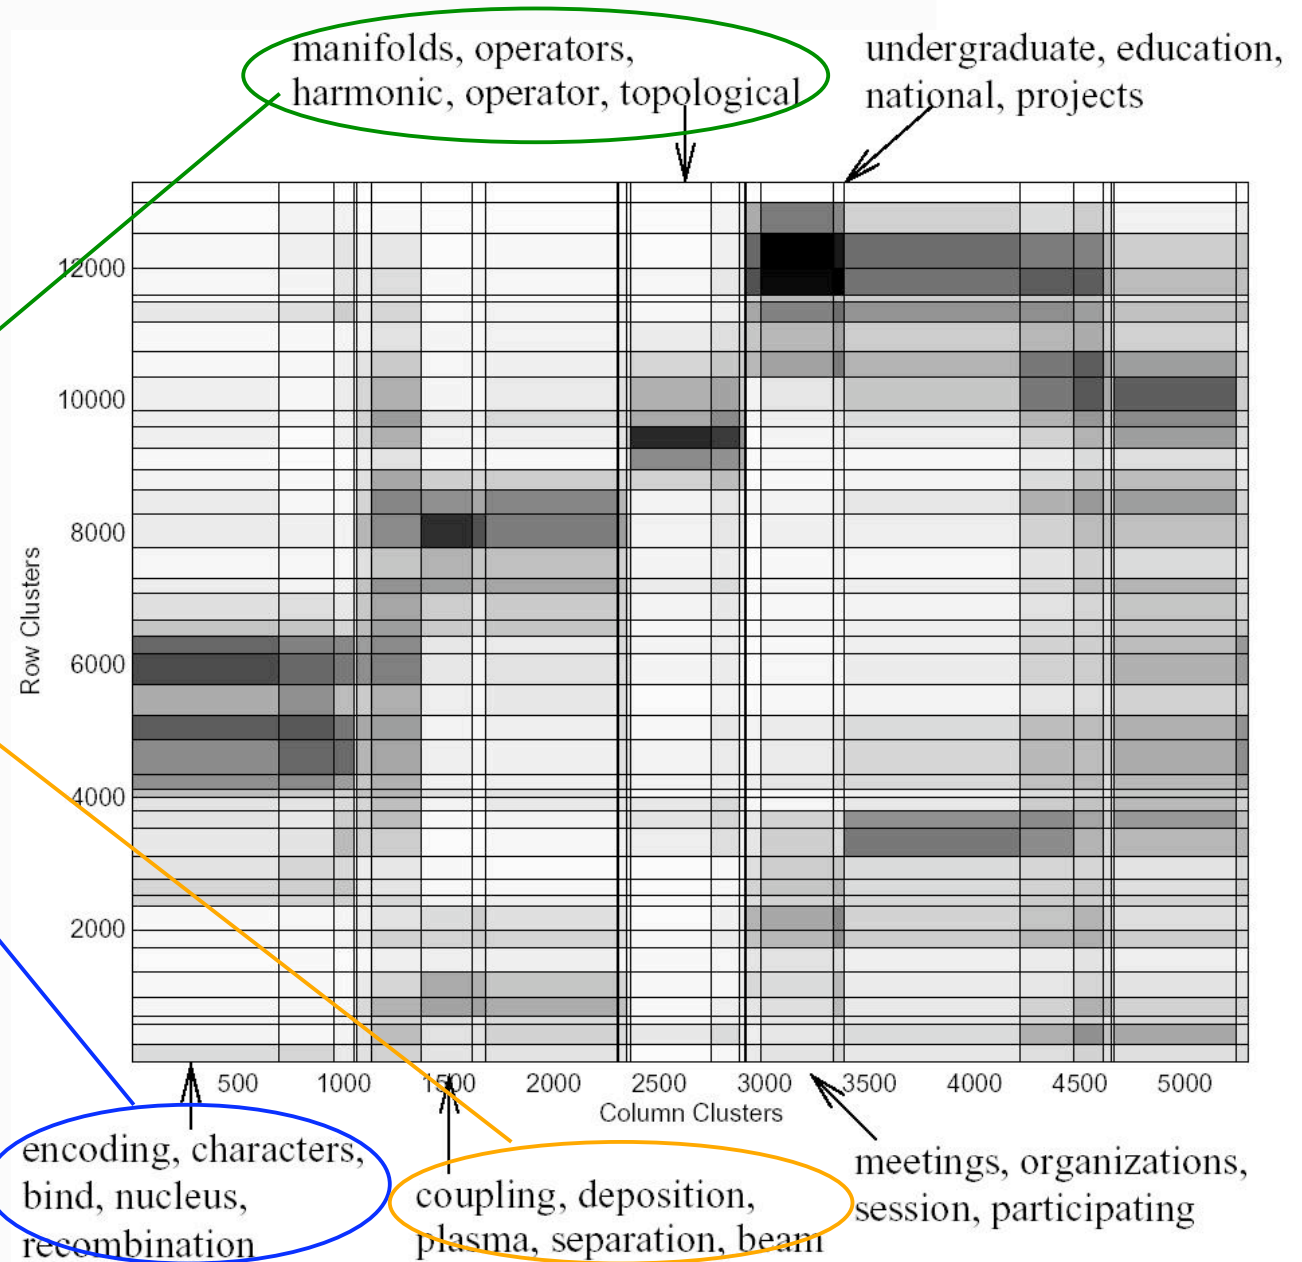 manifolds, operators,
harmonic, operator, topological
undergraduate, education,
national, projects
12000
10000
8000
6000
4000
2000
Row Clusters
500 1000 1500 2000 2500 3000 3500 4000 4500 5000
Column Clusters
encoding, characters,
bind, nucleus,
recombination
coupling, deposition,
plasma, separation, beam
meetings, organizations,
session, participating